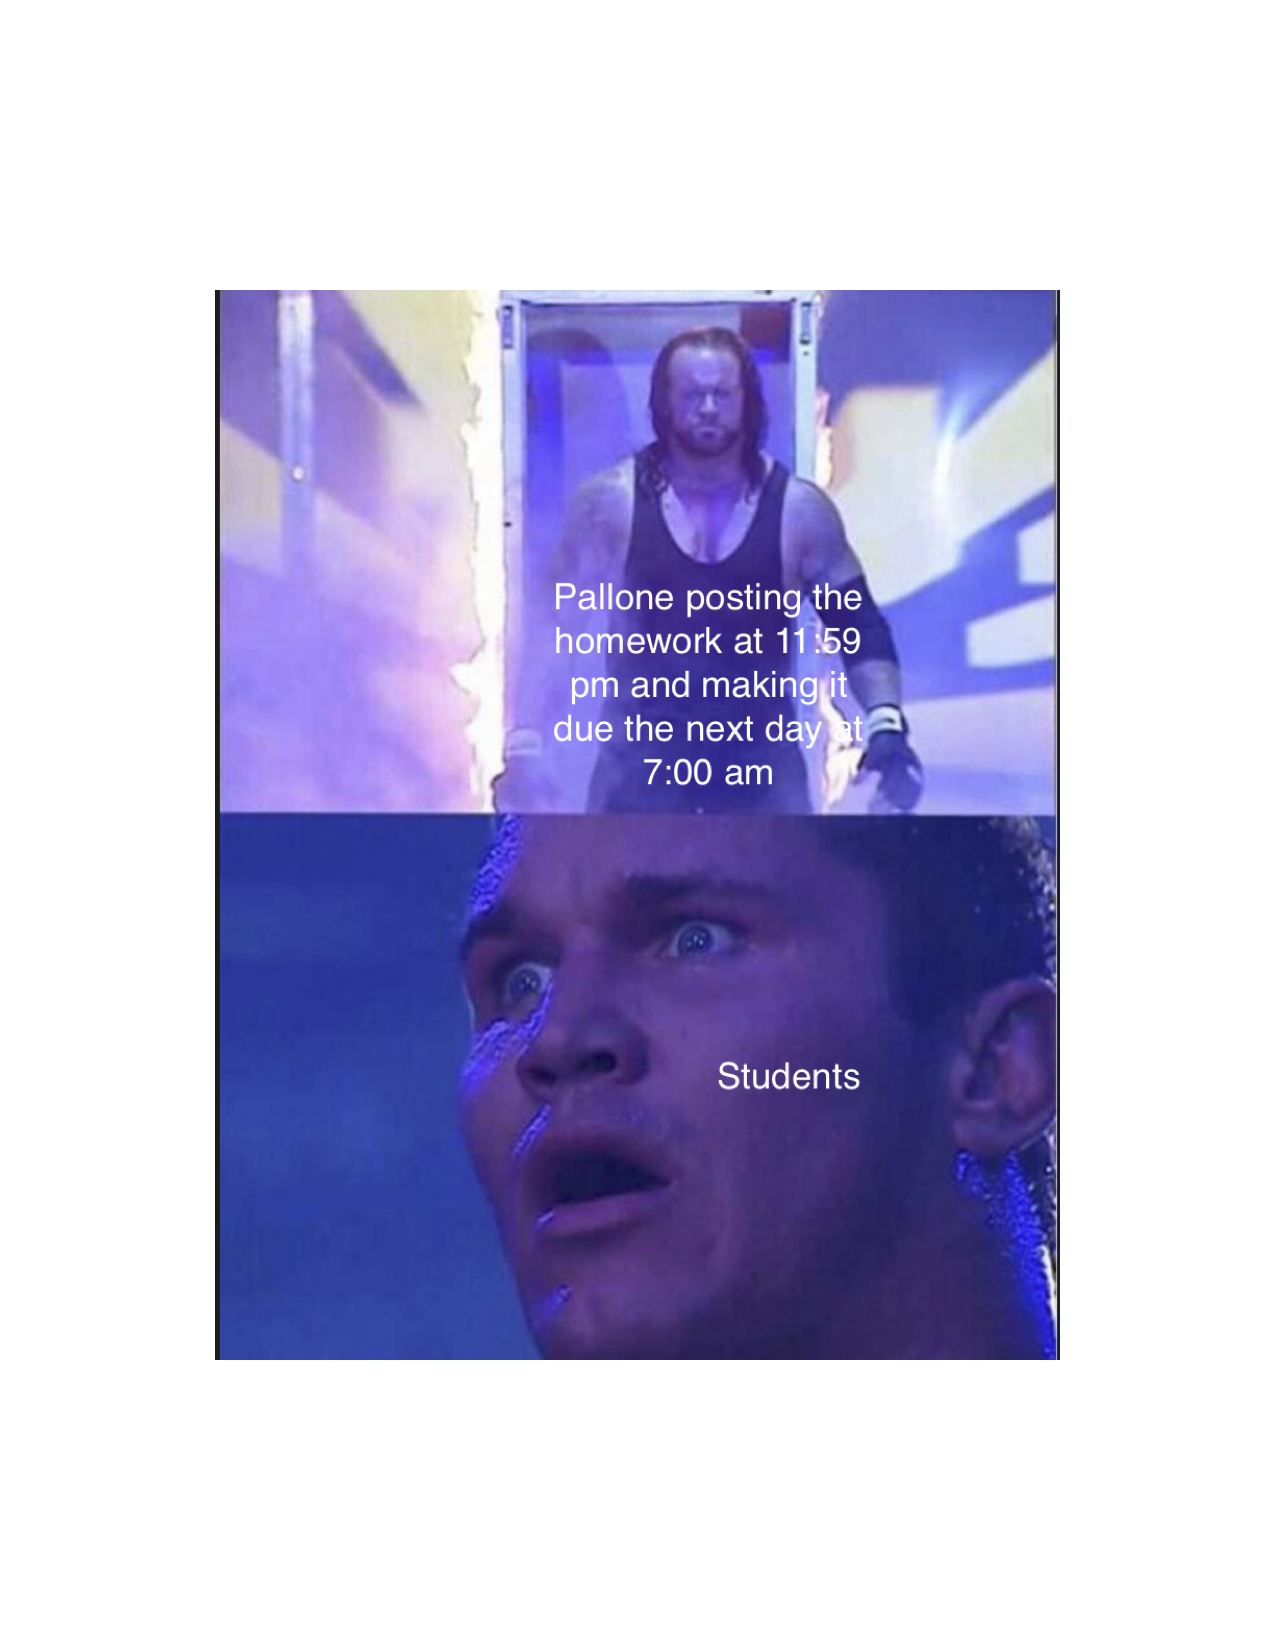 Pallone posting the
homework at 11:59
pm and making it
due the next day at
7:00 am
Students